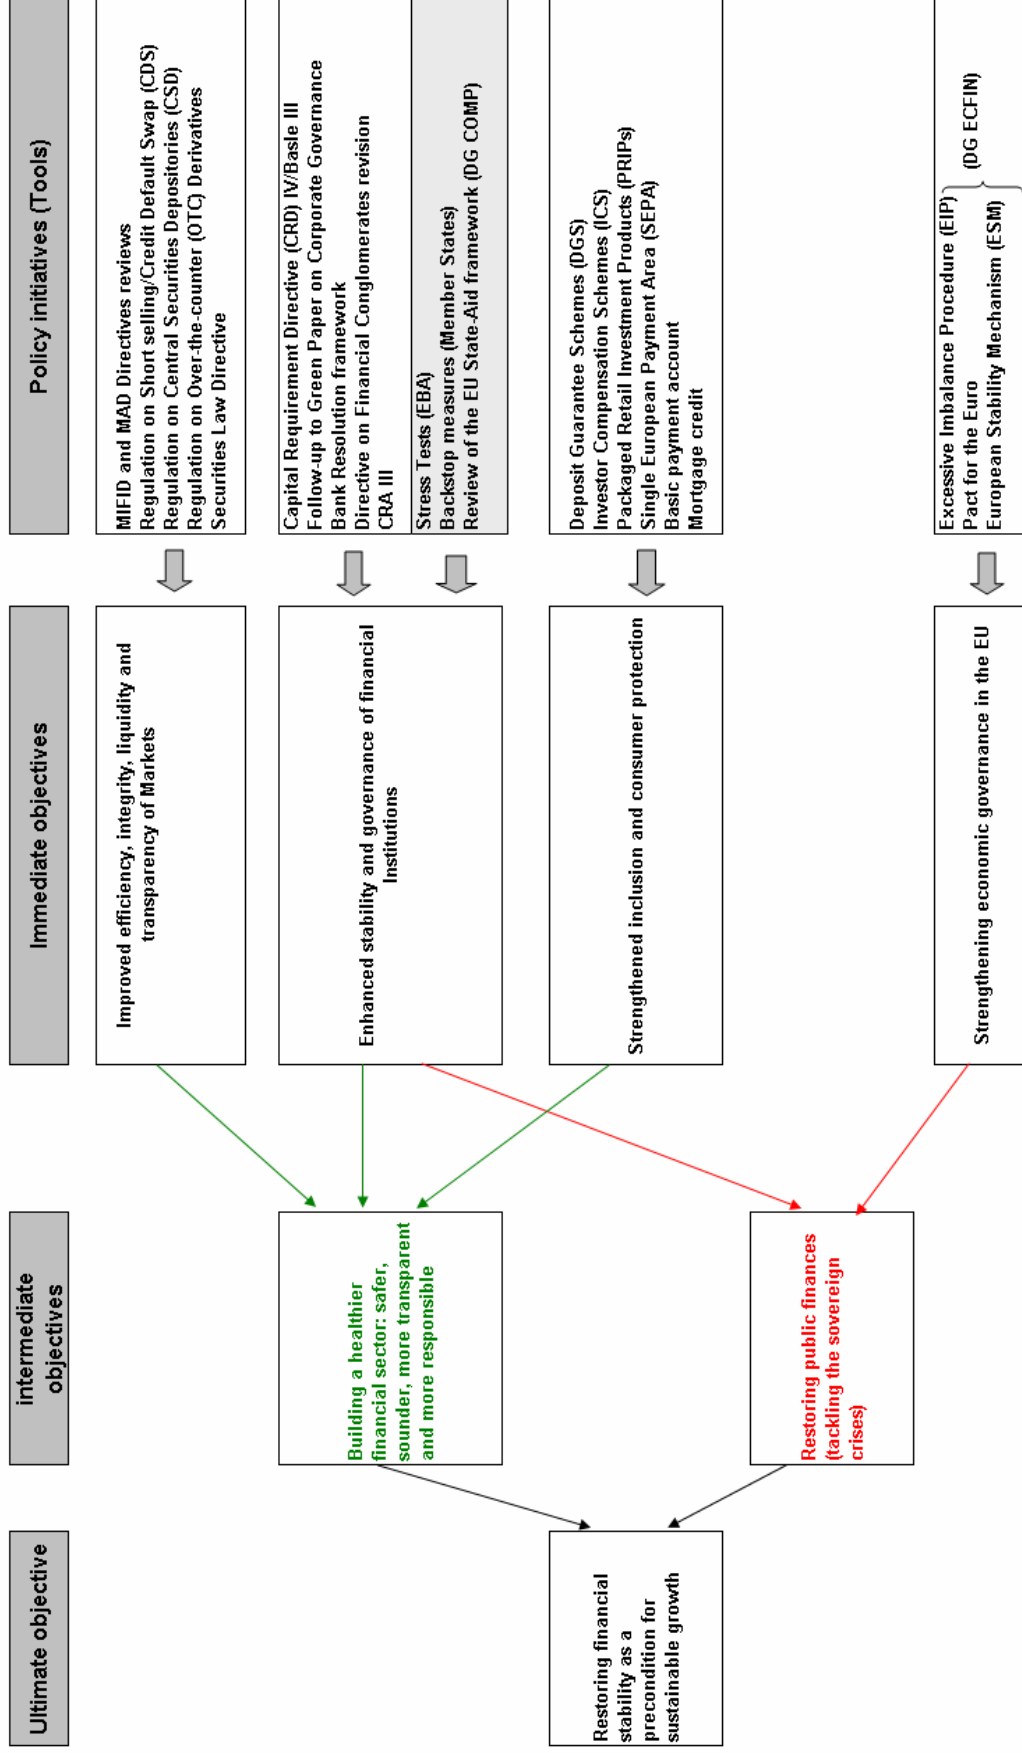 Ultimate objective
intermediate
objectives
Immediate objectives
Policy initiatives (Tools)
Restoring financial
stability as a
precondition for
sustainable growth
Building a healthier
financial sector: safer,
sounder, more transparent
and more responsible
Restoring public finances
(tackling the sovereign
crises)
Improved efficiency, integrity, liquidity and
transparency of Markets
Enhanced stability and governance of financial
Institutions
Strengthened inclusion and consumer protection
Strengthening economic governance in the EU
MIFID and MAD Directives reviews
Regulation on Short selling/Credit Default Swap (CDS)
Regulation on Central Securities Depositories (CSD)
Regulation on Over-the-counter (OTC) Derivatives
Securities Law Directive
Capital Requirement Directive (CRD) IV/Basle III
Follow-up to Green Paper on Corporate Governance
Bank Resolution framework
Directive on Financial Conglomerates revision
CRA III
Stress Tests (EBA)
Backstop measures (Member States)
Review of the EU State-Aid framework (DG COMP)
Deposit Guarantee Schemes (DGS)
Investor Compensation Schemes (ICS)
Packaged Retail Investment Products (PRIPs)
Single European Payment Area (SEPA)
Basic payment account
Mortgage credit
Excessive Imbalance Procedure (EIP)
Pact for the Euro (DG ECFIN)
European Stability Mechanism (ESM)